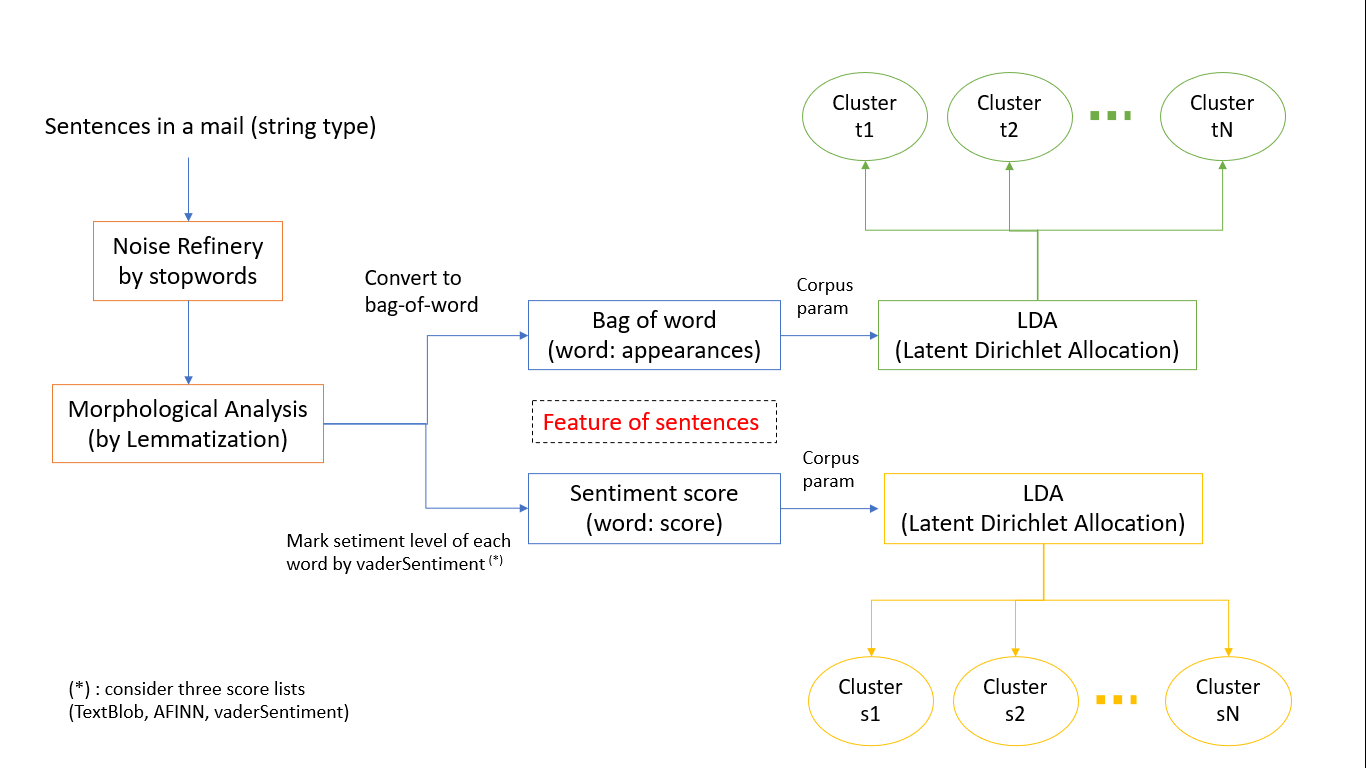 Sentences in a mail (string type)
Noise Refinery
by stopwords
Morphological Analysis
(by Lemmatization)
Convert to
bag-of-word
Mark setiment level of each
word by vaderSentiment (*)
Bag of word
(word: appearances)
Feature of sentences
Sentiment score
(word: score)
Corpus
param
LDA
(Latent Dirichlet Allocation)
Cluster
t1
Cluster
t2
Cluster
tN
Corpus
param
LDA
(Latent Dirichlet Allocation)
Cluster
s1
Cluster
s2
Cluster
sN
(*) : consider three score lists
(TextBlob, AFINN, vaderSentiment)